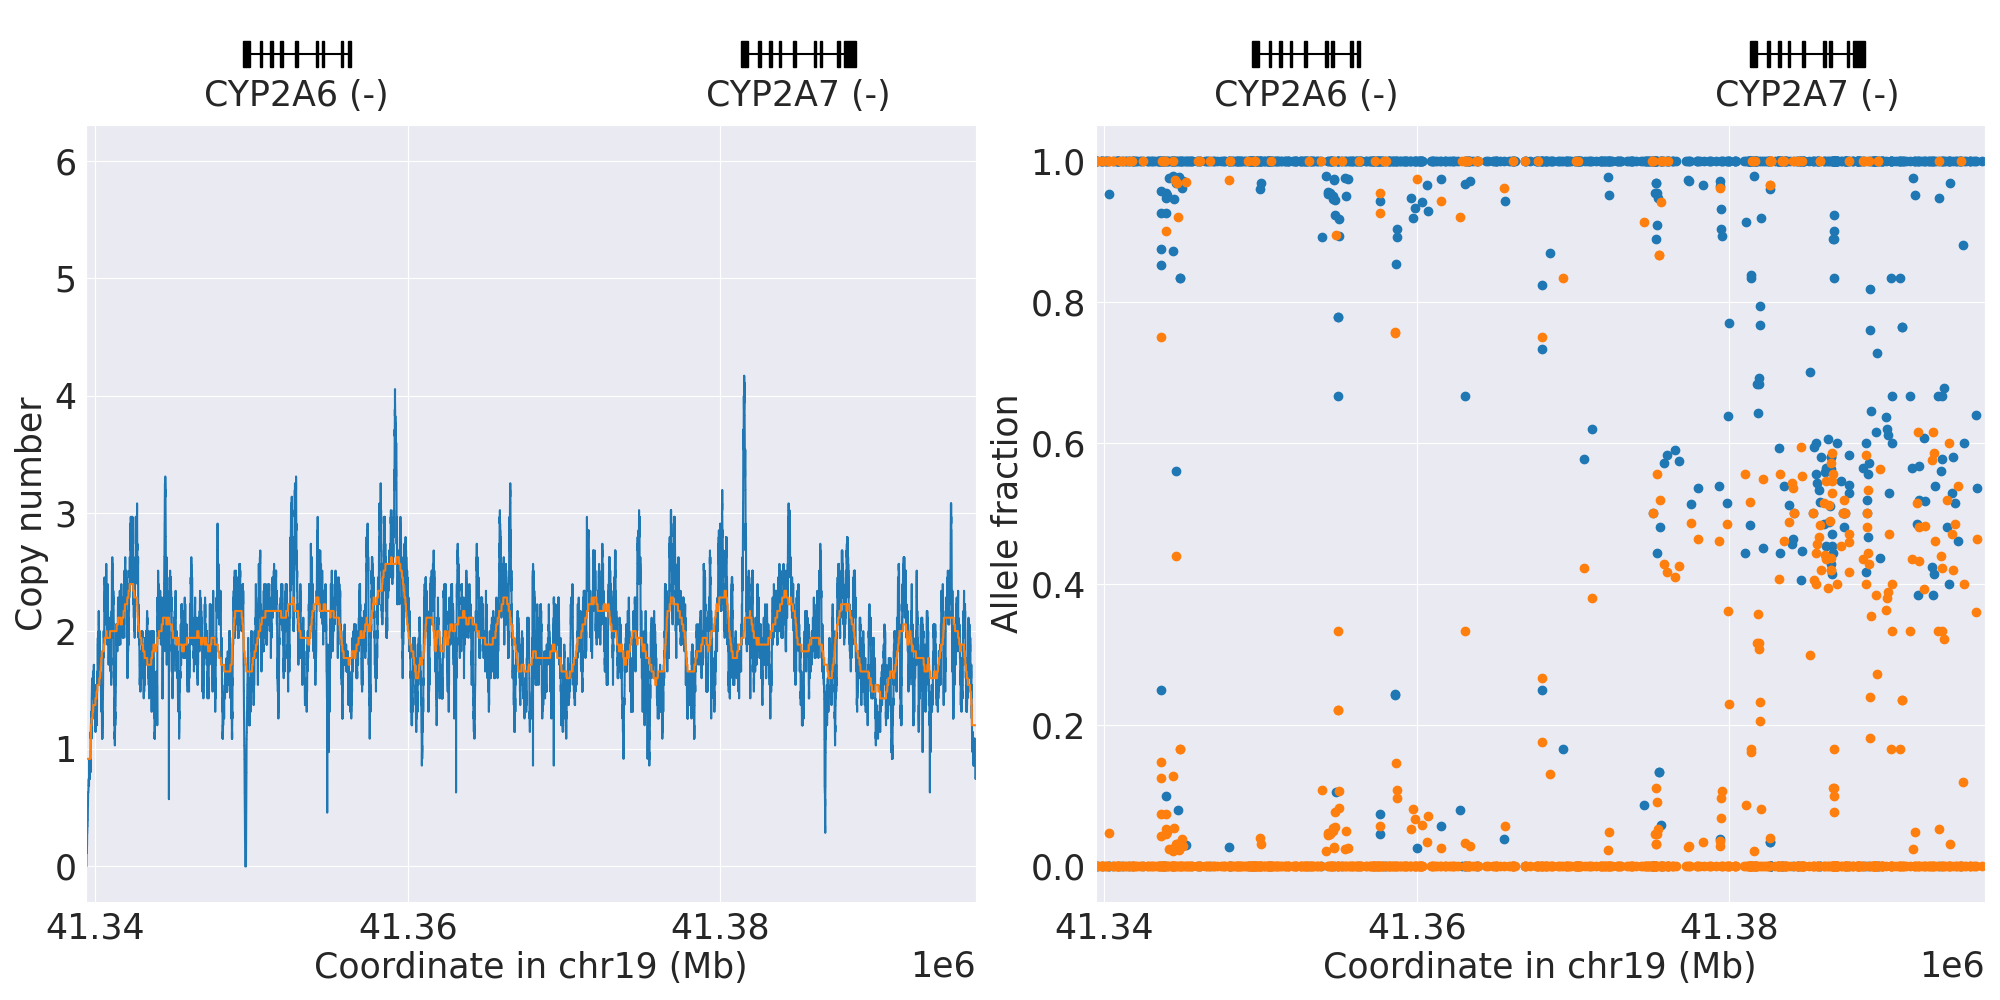 CYP2A6 (-)
CYP2A7 (-)
Copy number
6
5
4
3
2
1
0
41.34
41.36
41.38
Coordinate in chr19 (Mb)
1e6
CYP2A6 (-)
CYP2A7 (-)
Allele fraction
1.0
0.8
0.6
0.4
0.2
0.0
41.34
41.36
41.38
Coordinate in chr19 (Mb)
1e6